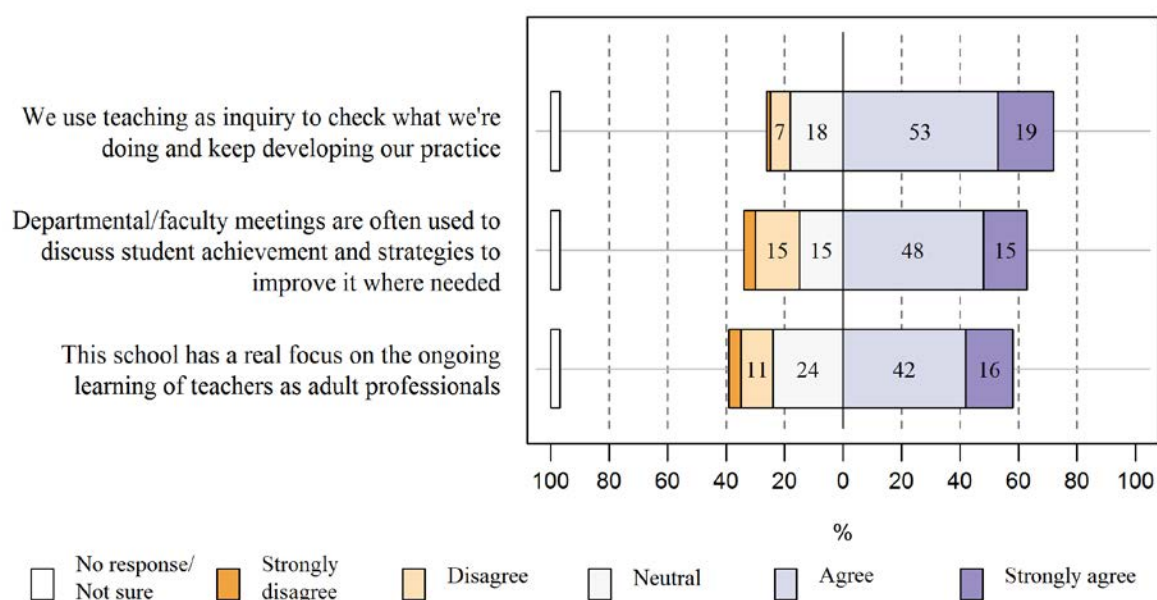 We use teaching as inquiry to check what we're
doing and keep developing our practice
7 18 53 19
Departmental/faculty meetings are often used to
discuss student achievement and strategies to
improve it where needed
15 15 48 15
This school has a real focus on the ongoing
learning of teachers as adult professionals
11 24 42 16
100 80 60 40 20 0 20 40 60 80 100
%
No response/
Not sure
Strongly
disagree
Disagree
Neutral
Agree
Strongly agree